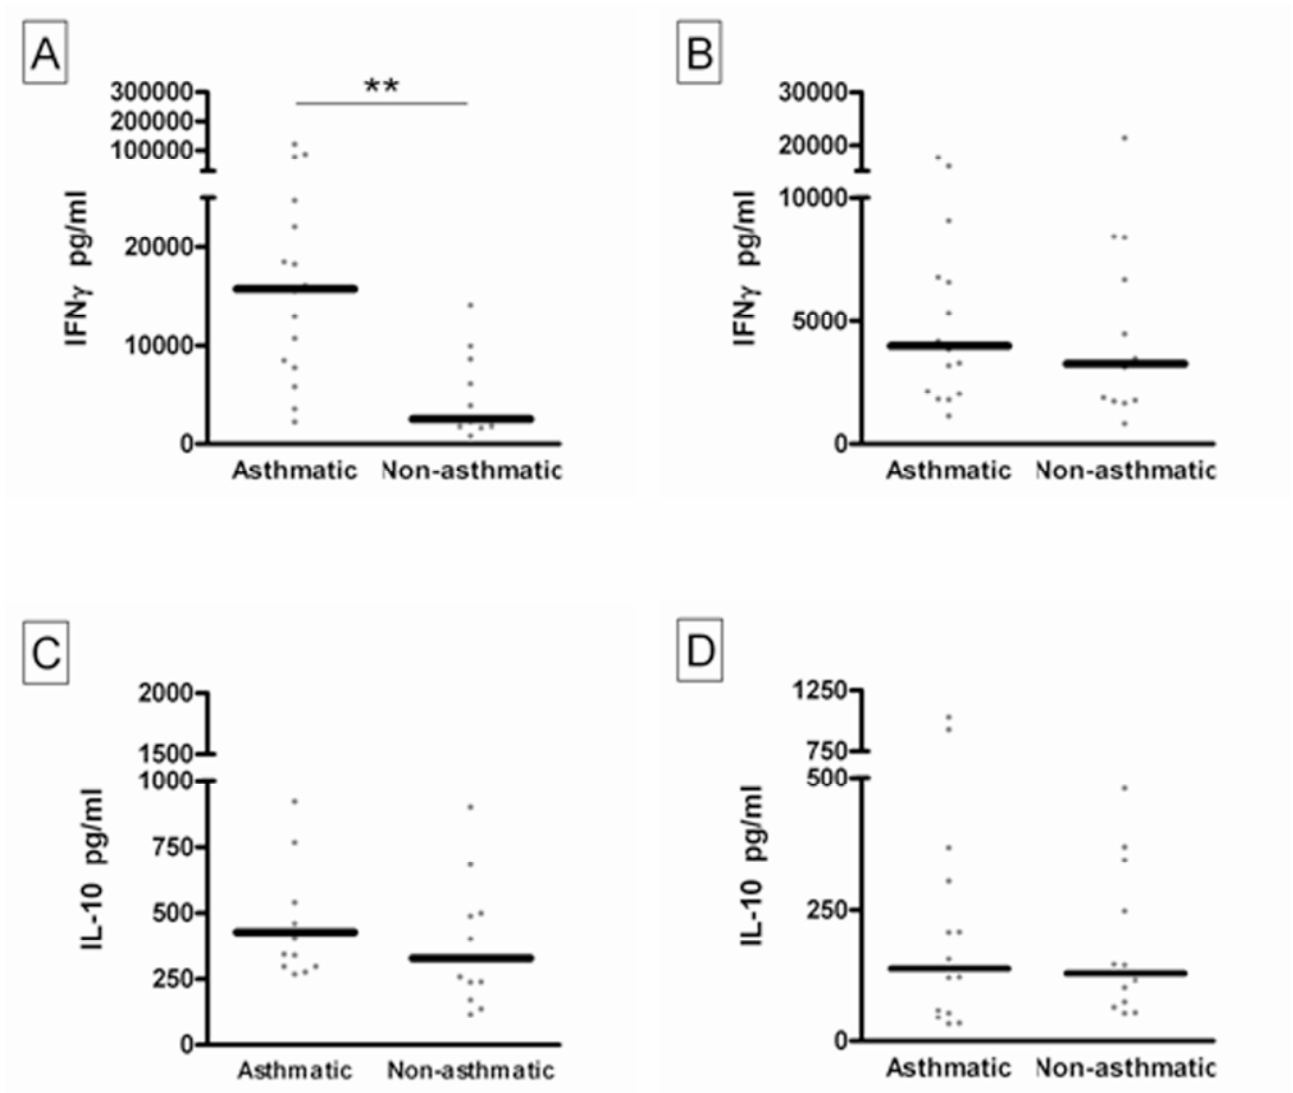 A
**
300000
200000
100000
20000
10000
0
IFNγ pg/ml
Asthmatic Non-asthmatic
B
30000
20000
10000
5000
0
IFNγ pg/ml
Asthmatic Non-asthmatic
C
2000
1500
1000
750
500
250
0
IL-10 pg/ml
Asthmatic Non-asthmatic
D
1250
750
500
250
0
IL-10 pg/ml
Asthmatic Non-asthmatic